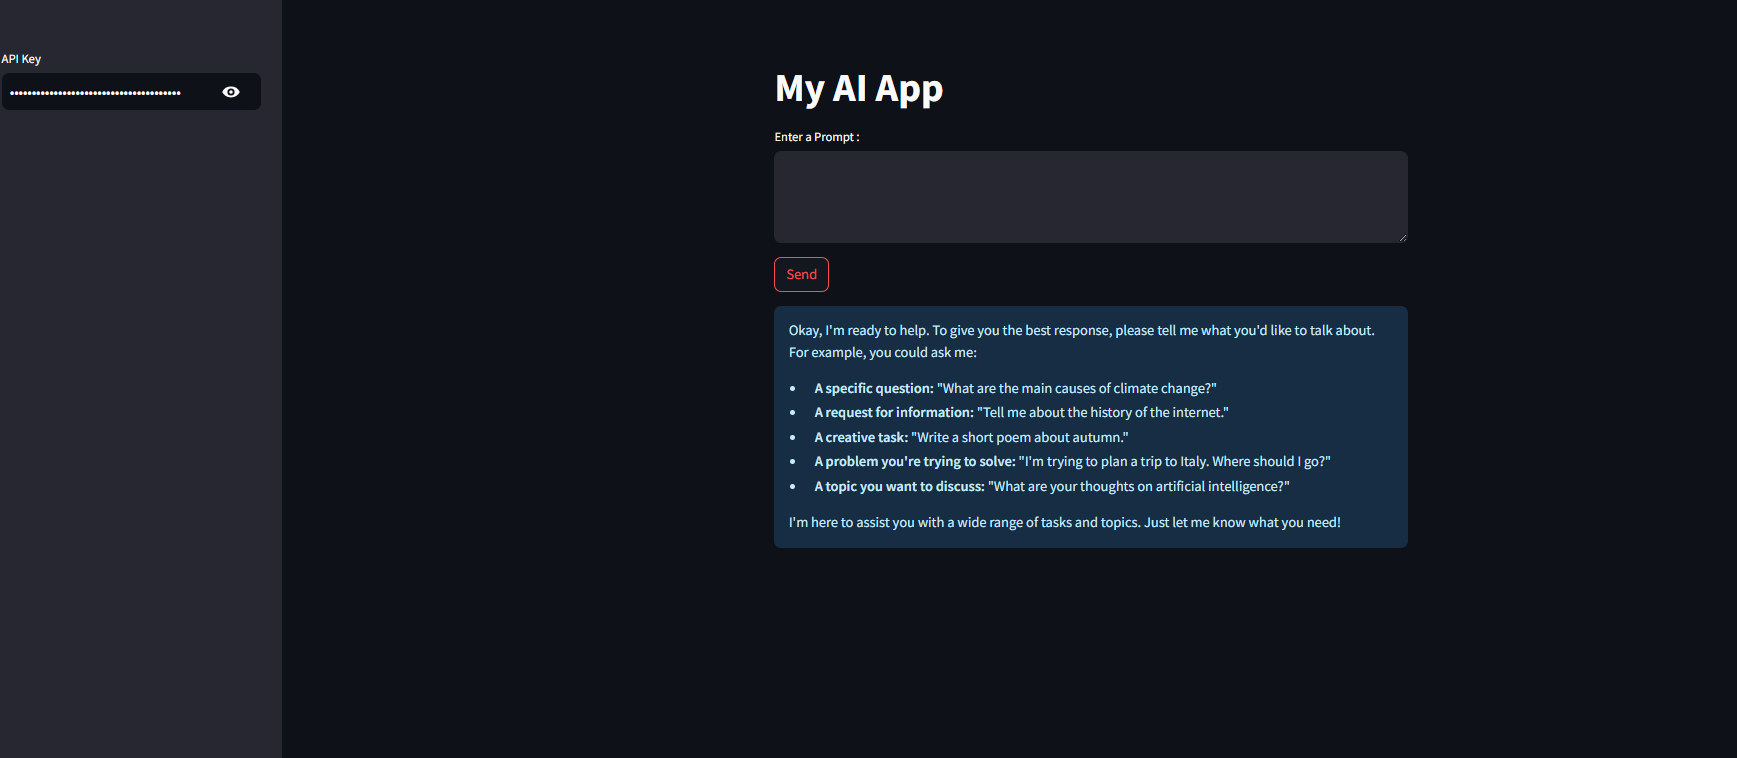 API Key
My AI App
Enter a Prompt :
Send
Okay, I'm ready to help. To give you the best response, please tell me what you'd like to talk about.
For example, you could ask me:
• A specific question: "What are the main causes of climate change?"
• A request for information: "Tell me about the history of the internet."
• A creative task: "Write a short poem about autumn."
• A problem you're trying to solve: "I'm trying to plan a trip to Italy. Where should I go?"
• A topic you want to discuss: "What are your thoughts on artificial intelligence?"
I'm here to assist you with a wide range of tasks and topics. Just let me know what you need!